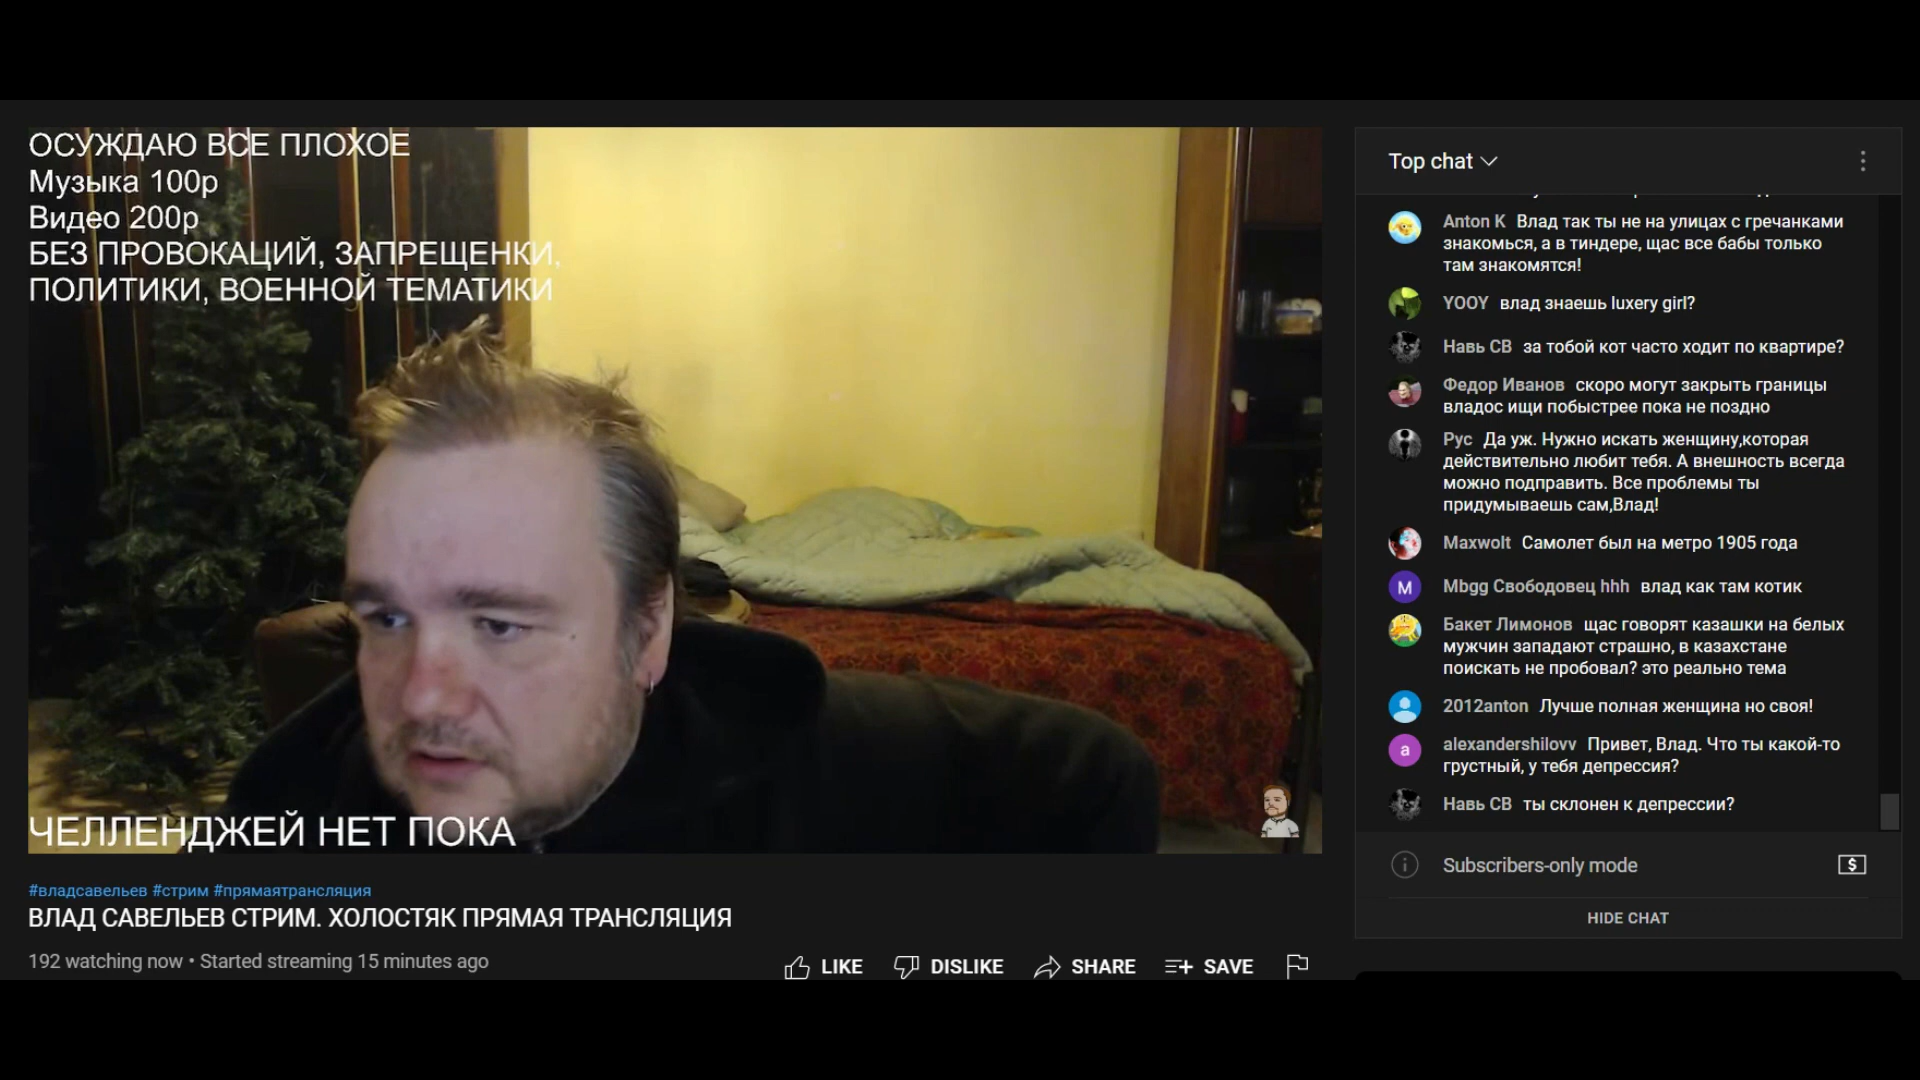 ОСУЖДАЮ ВСЕ ПЛОХОЕ
Музыка 100р
Видео 200р
БЕЗ ПРОВОКАЦИЙ, ЗАПРЕЩЕНКИ,
ПОЛИТИКИ, ВОЕННОЙ ТЕМАТИКИ
ЧЕЛЛЕНДЖЕЙ НЕТ ПОКА
#владсавельев #стрим #прямаятрансляция
ВЛАД САВЕЛЬЕВ СТРИМ. ХОЛОСТЯК ПРЯМАЯ ТРАНСЛЯЦИЯ
192 watching now • Started streaming 15 minutes ago
LIKE DISLIKE SHARE SAVE
Top chat
Anton K Влад так ты не на улицах с гречанками
знакомься, а в тиндере, щас все бабы только
там знакомятся!
YOOY влад знаешь luxery girl?
Навь СВ за тобой кот часто ходит по квартире?
Федор Иванов скоро могут закрыть границы
владос ищи побыстрее пока не поздно
Рус Да уж. Нужно искать женщину,которая
действительно любит тебя. А внешность всегда
можно подправить. Все проблемы ты
придумываешь сам,Влад!
Maxwolt Самолет был на метро 1905 года
M
Mbgg Свободовец hhh влад как там котик
Бакет Лимонов щас говорят казашки на белых
мужчин западают страшно, в казахстане
поискать не пробовал? это реально тема
2012anton Лучше полная женщина но своя!
a
alexandershilovv Привет, Влад. Что ты какой-то
грустный, у тебя депрессия?
Навь СВ ты склонен к депрессии?
Subscribers-only mode
HIDE CHAT